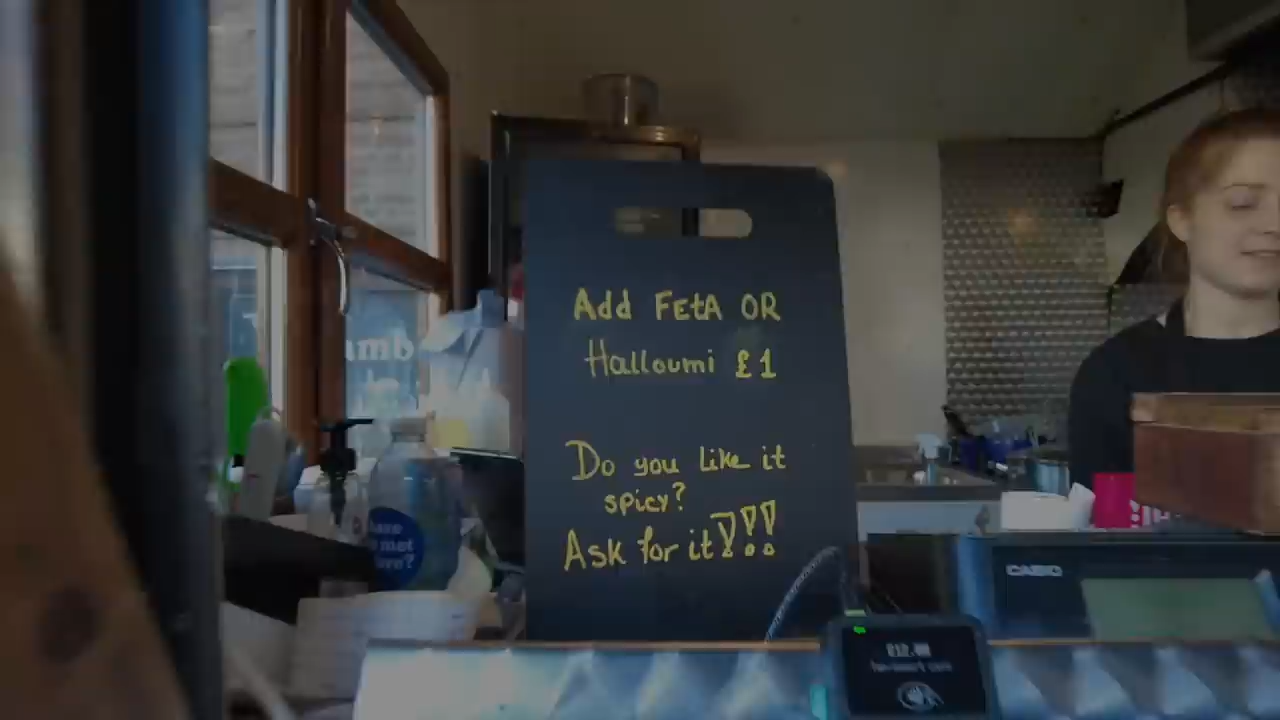 Add FEtA OR
Halloumi £1
Do you like it
spicy?
Ask for it!!!
CASIO